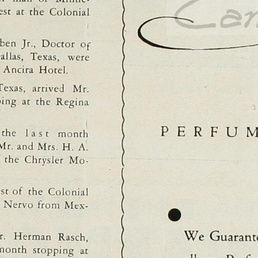 est at the Colonial
ben Jr., Doctor of
allas, Texas, were
Ancira Hotel.
Texas, arrived Mr.
ping at the Regina
the last month
Mr. and Mrs. H. A.
the Chrysler Mo-
st of the Colonial
Nervo from Mex-
r. Herman Rasch,
month stopping at
Can
PERFUM
We Guarante